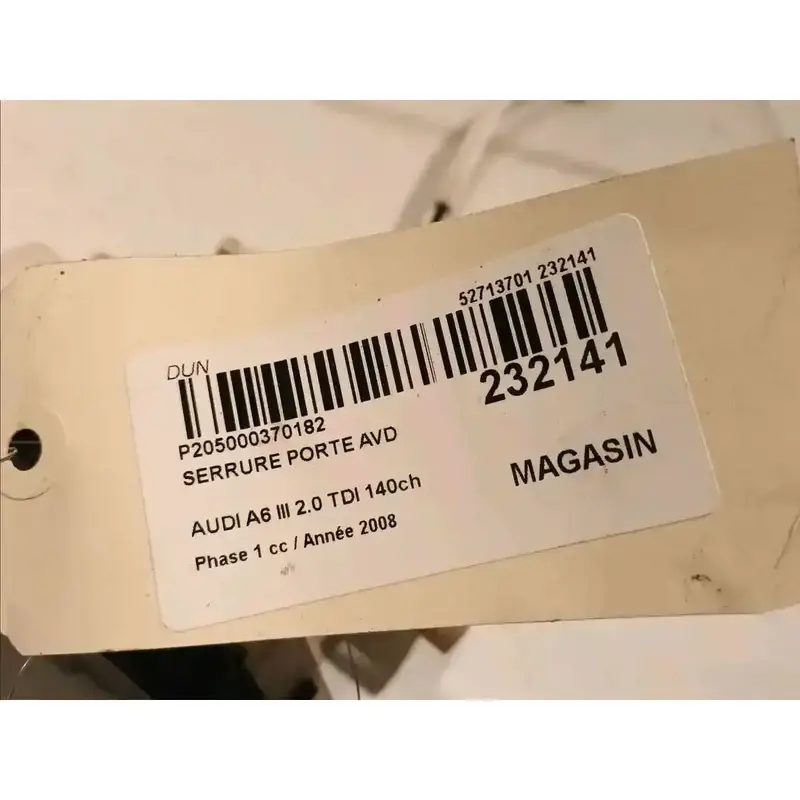 52713701 232141
DUN
232141
P205000370182
SERRURE PORTE AVD
MAGASIN
AUDI A6 III 2.0 TDI 140ch
Phase 1 cc / Année 2008